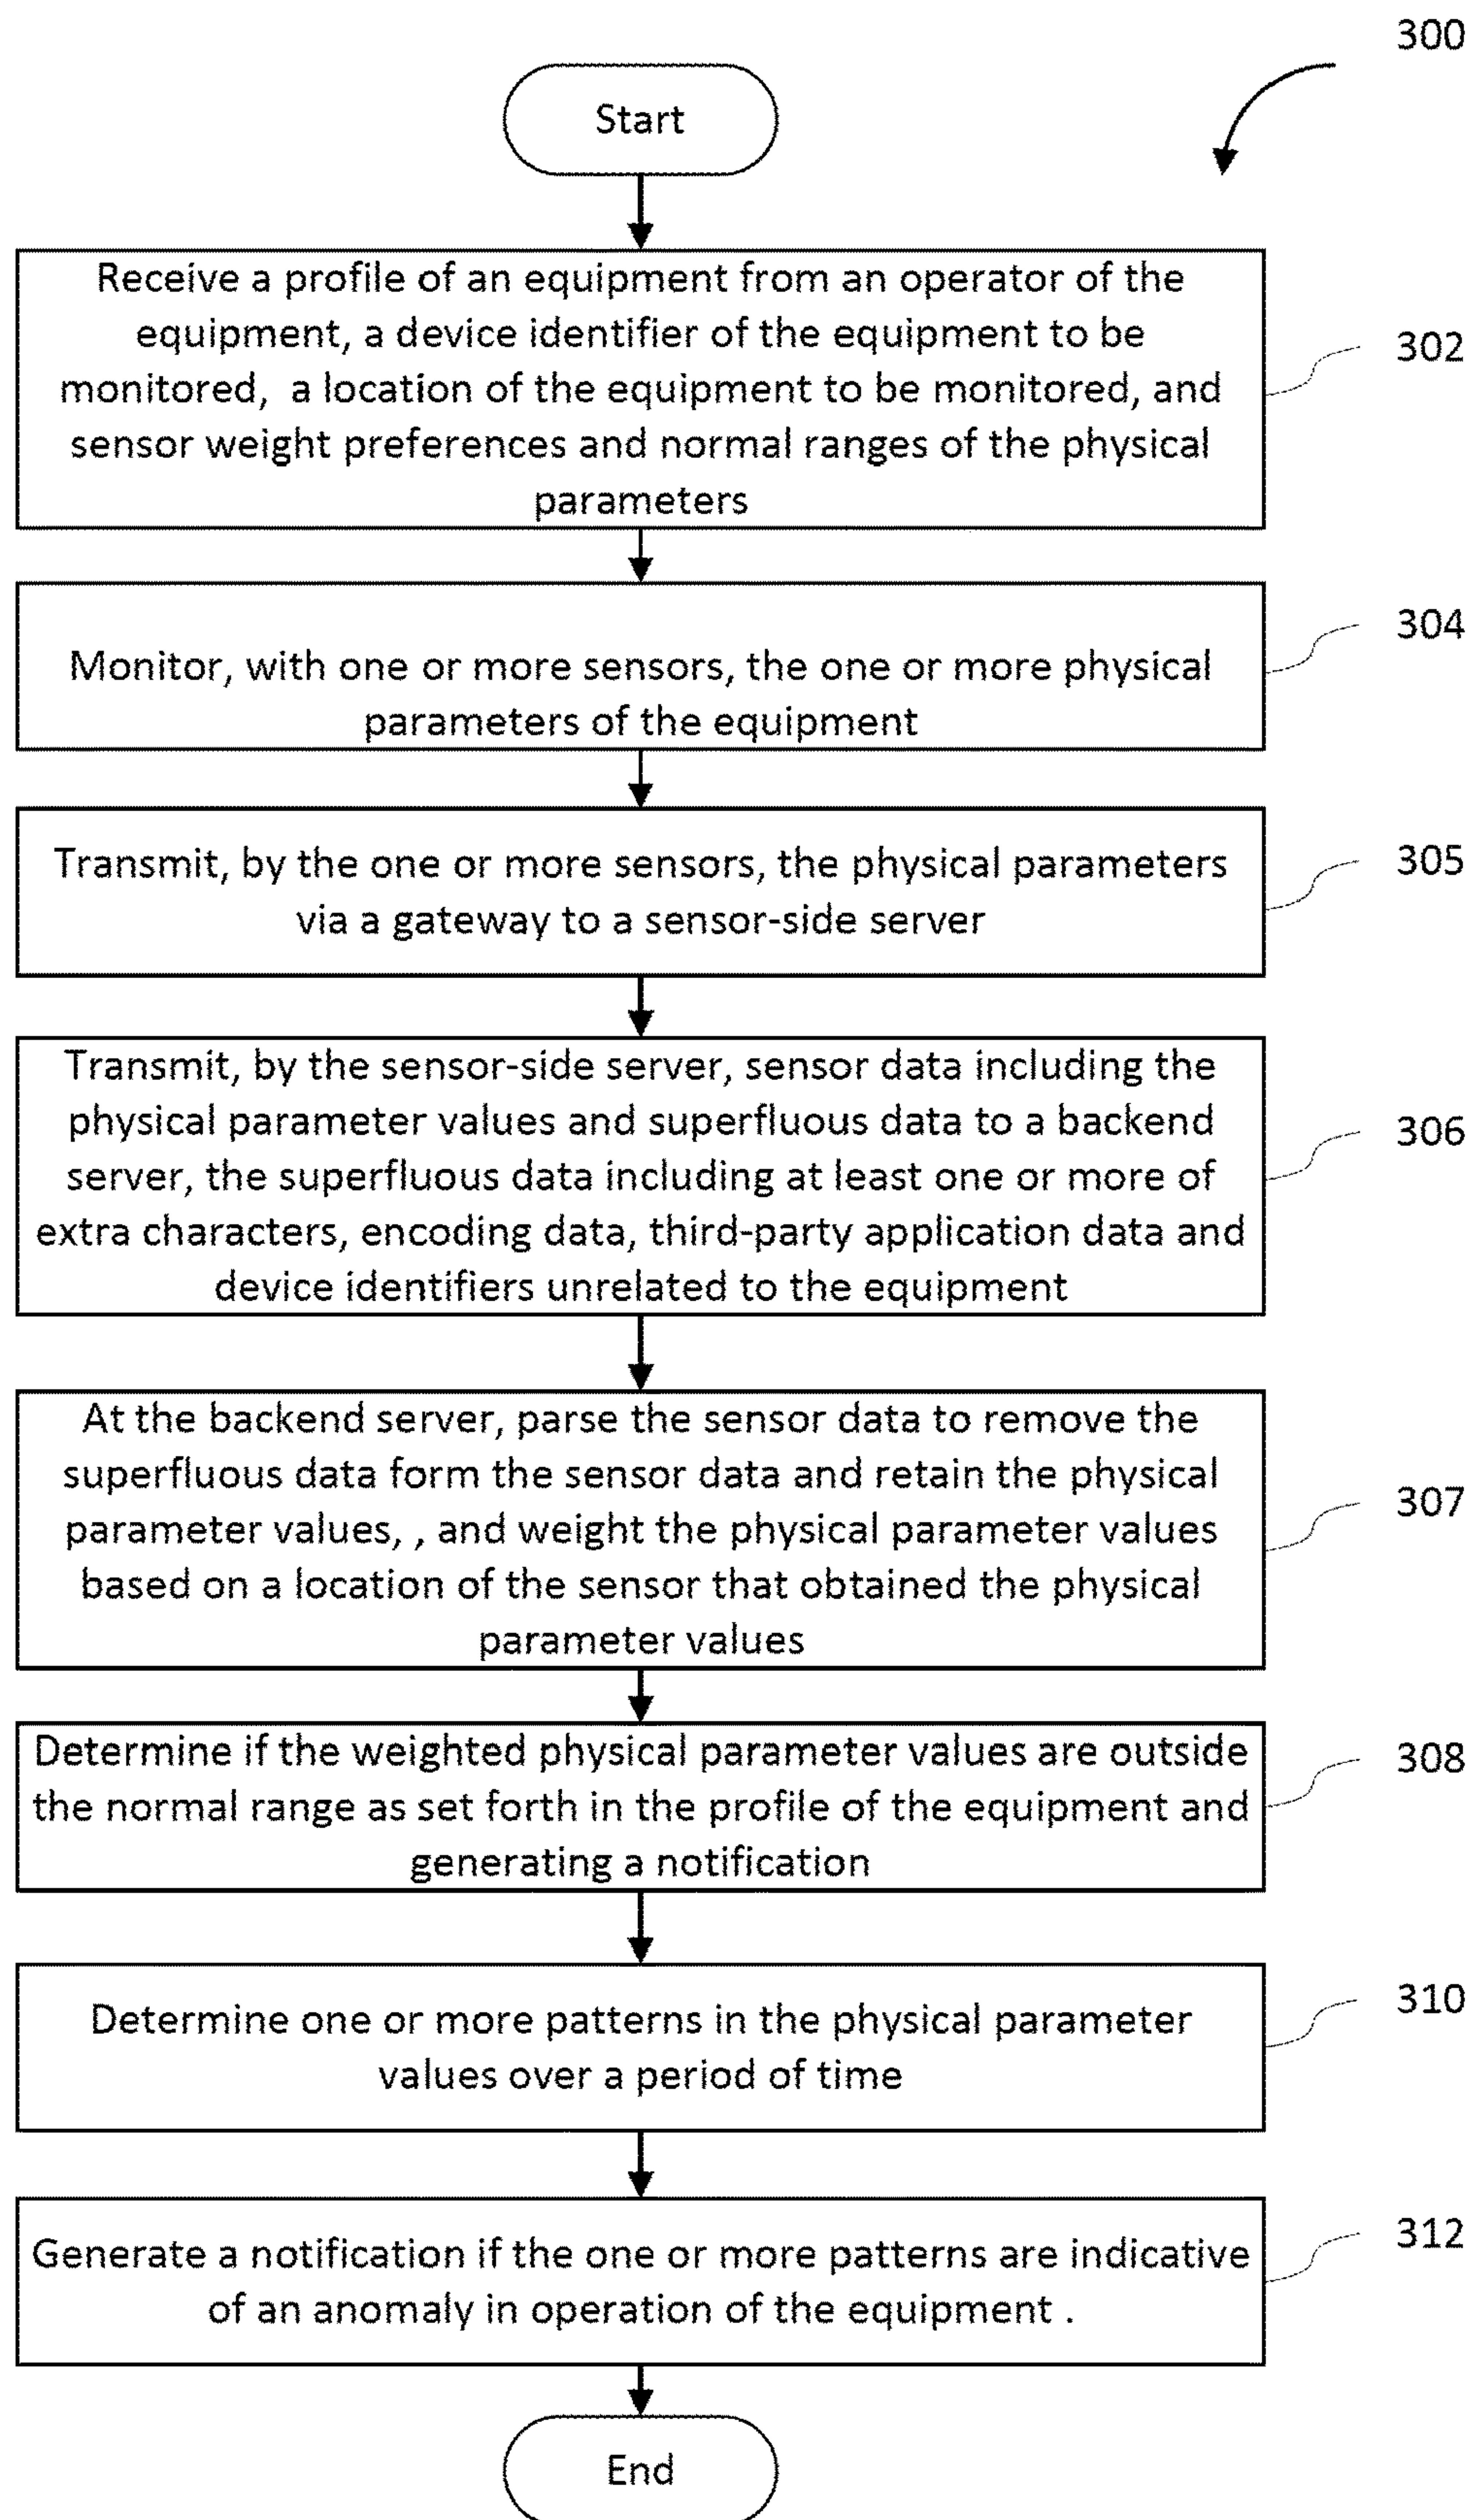 300
Start
Receive a profile of an equipment from an operator of the
equipment, a device identifier of the equipment to be
monitored,  a location of the equipment to be monitored, and
sensor weight preferences and normal ranges of the physical
parameters
302
Monitor, with one or more sensors, the one or more physical
parameters of the equipment
304
Transmit, by the one or more sensors, the physical parameters
via a gateway to a sensor-side server
305
Transmit, by the sensor-side server, sensor data including the
physical parameter values and superfluous data to a backend
server, the superfluous data including at least one or more of
extra characters, encoding data, third-party application data and
device identifiers unrelated to the equipment
306
At the backend server, parse the sensor data to remove the
superfluous data form the sensor data and retain the physical
parameter values, , and weight the physical parameter values
based on a location of the sensor that obtained the physical
parameter values
307
Determine if the weighted physical parameter values are outside
the normal range as set forth in the profile of the equipment and
generating a notification
308
Determine one or more patterns in the physical parameter
values over a period of time
310
Generate a notification if the one or more patterns are indicative
of an anomaly in operation of the equipment .
312
End